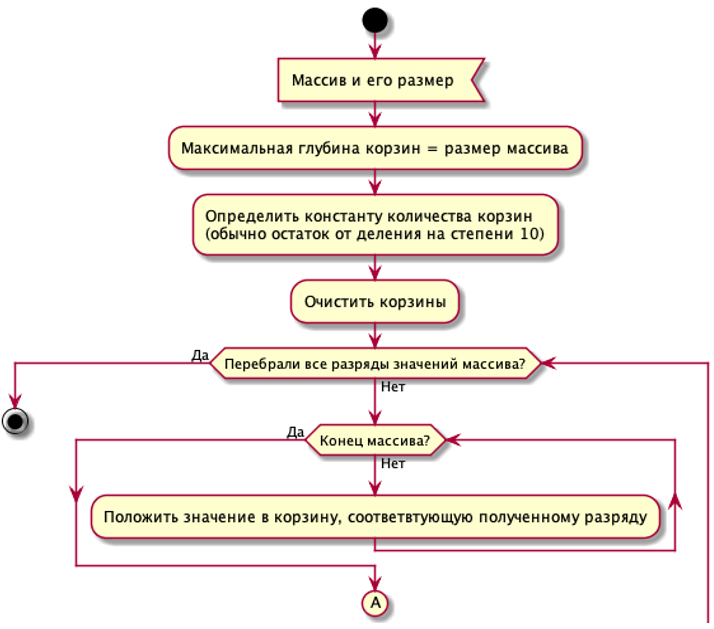 Массив и его размер
Максимальная глубина корзин = размер массива
Определить константу количества корзин
(обычно остаток от деления на степени 10)
Очистить корзины
Да
Перебрали все разряды значений массива?
Нет
Да
Конец массива?
Нет
Положить значение в корзину, соответвтующую полученному разряду
A